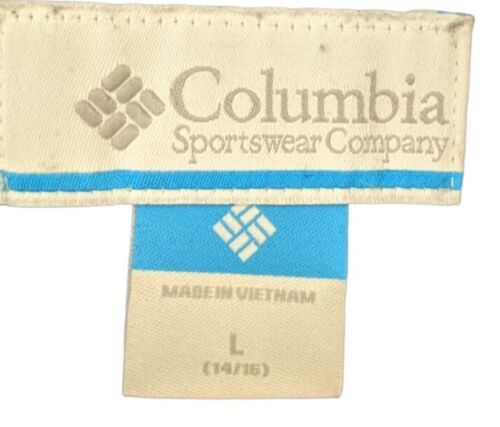 Columbia
Sportswear Company
MADE IN VIETNAM
L
(14/16)